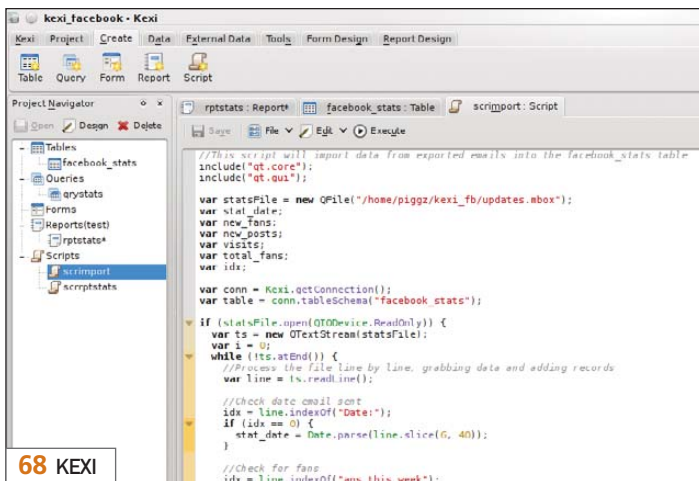 kexi_facebook - Kexi
Kexi Project Create Data External Data Tools Form Design Report Design
Table Query Form Report Script
Project Navigator
Open Design Delete
Tables
facebook_stats
Queries
qrystats
Forms
Reports(test)
rptstats*
Scripts
scrimport
scrrptstats
rptstats : Report* facebook_stats : Table scrimport : Script
Save File Edit Execute
//This script will import data from exported emails into the facebook_stats table
include("qt.core");
include("qt.gui");
var statsFile = new QFile("/home/piggz/kexi_fb/updates.mbox");
var stat_date;
var new_fans;
var new_posts;
var visits;
var total_fans;
var idx;
var conn = Kexi.getConnection();
var table = conn.tableSchema("facebook_stats");
if (statsFile.open(QIODevice.ReadOnly)) {
var ts = new QTextStream(statsFile);
var i = 0;
while (!ts.atEnd()) {
//Process the file line by line, grabbing data and adding records
var line = ts.readLine();
//Check date email sent
idx = line.indexOf("Date:");
if (idx == 0) {
stat_date = Date.parse(line.slice(6, 40));
}
//Check for fans
idx = line.indexOf("ans this week");
68 KEXI